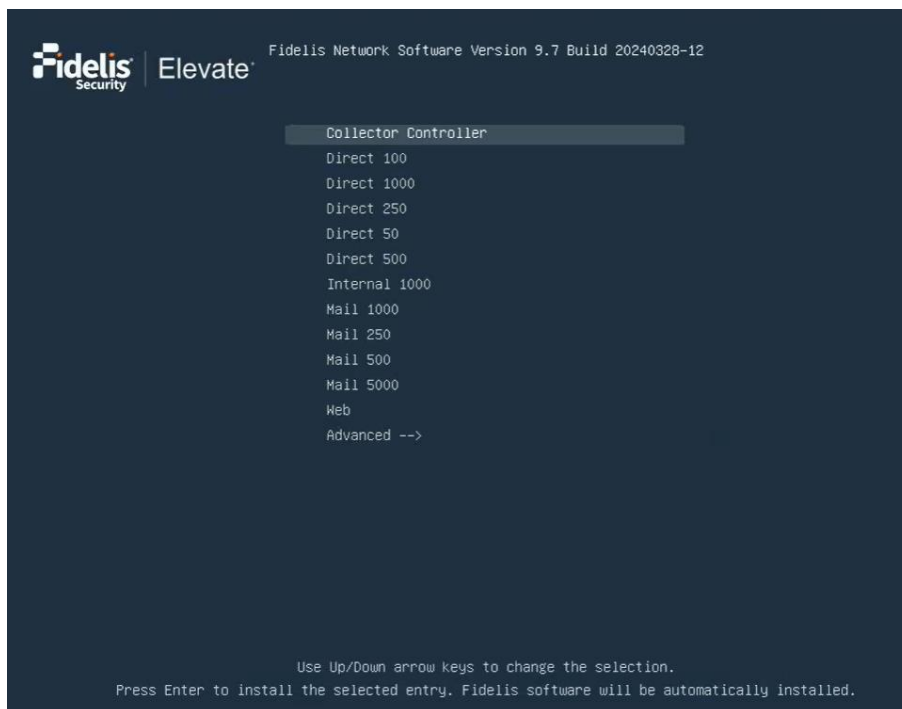 Fidelis
Security
Elevate
Fidelis Network Software Version 9.7 Build 20240328-12
Collector Controller
Direct 100
Direct 1000
Direct 250
Direct 50
Direct 500
Internal 1000
Mail 1000
Mail 250
Mail 500
Mail 5000
Web
Advanced -->
Use Up/Down arrow keys to change the selection.
Press Enter to install the selected entry. Fidelis software will be automatically installed.